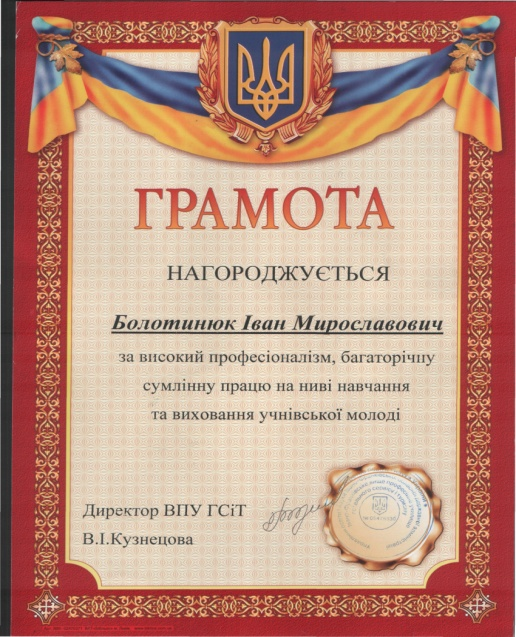 ГРАМОТА
НАГОРОДЖУЄТЬСЯ
Болотинюк Іван Мирославович
за високий професіоналізм, багаторічну
сумлінну працю на ниві навчання
та виховання учнівської молоді
Директор ВПУ ГСіТ
В.І.Кузнецова